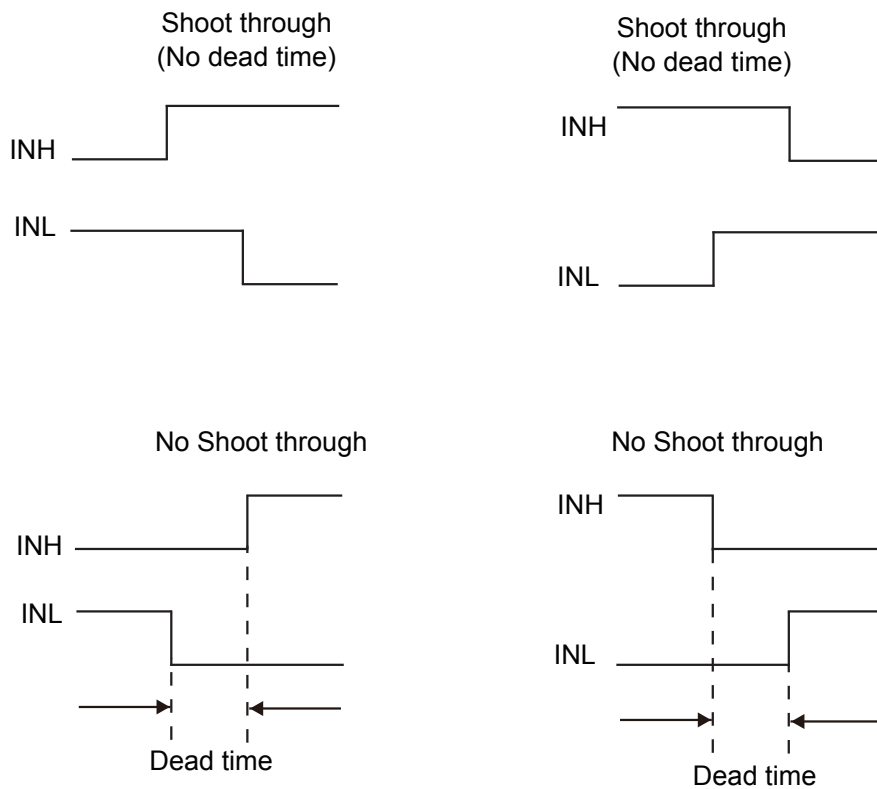 Shoot through
(No dead time)
INH
INL
Shoot through
(No dead time)
INH
INL
No Shoot through
INH
INL
Dead time
No Shoot through
INH
INL
Dead time